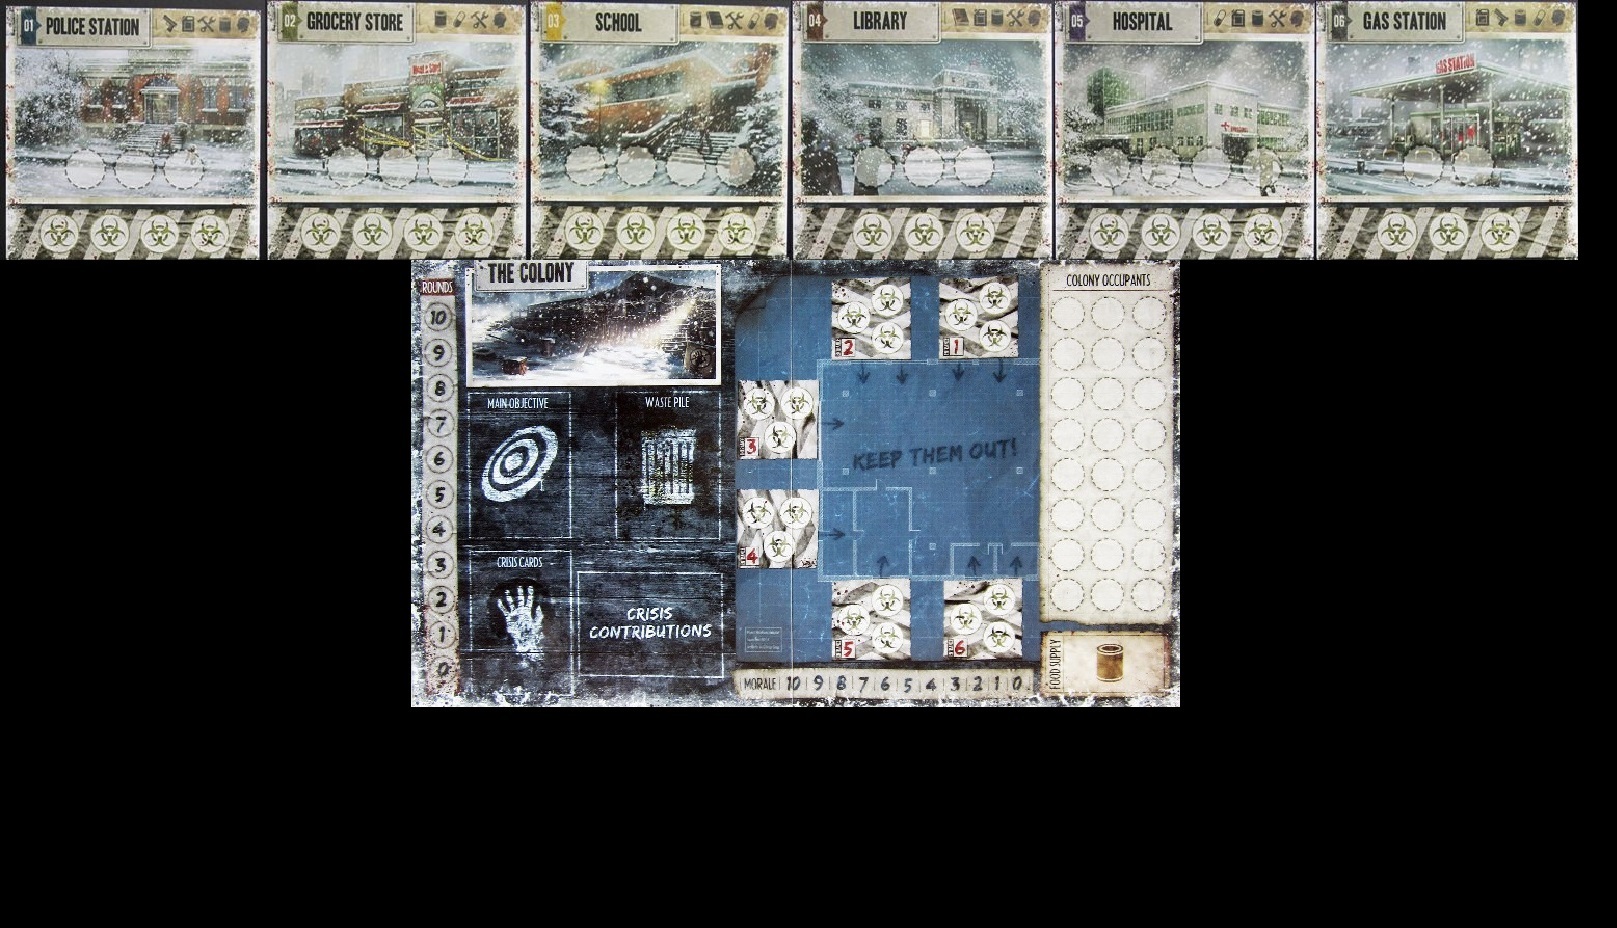 01 POLICE STATION
02 GROCERY STORE
03 SCHOOL
04 LIBRARY
05 HOSPITAL
06 GAS STATION
GAS STATION
THE COLONY
ROUNDS
10
9
8
7
6
5
4
3
2
1
0
MAIN OBJECTIVE
WASTE PILE
CRISIS CARDS
CRISIS
CONTRIBUTIONS
2
1
3
4
5
6
KEEP THEM OUT!
MORALE 10 9 8 7 6 5 4 3 2 1 0
COLONY OCCUPANTS
FOOD SUPPLY